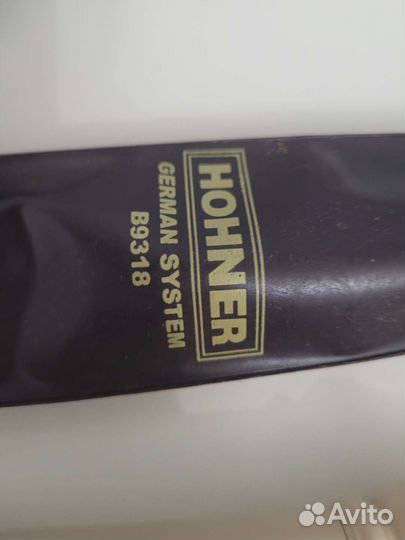 HOHNER
GERMAN SYSTEM
B9318
Avito